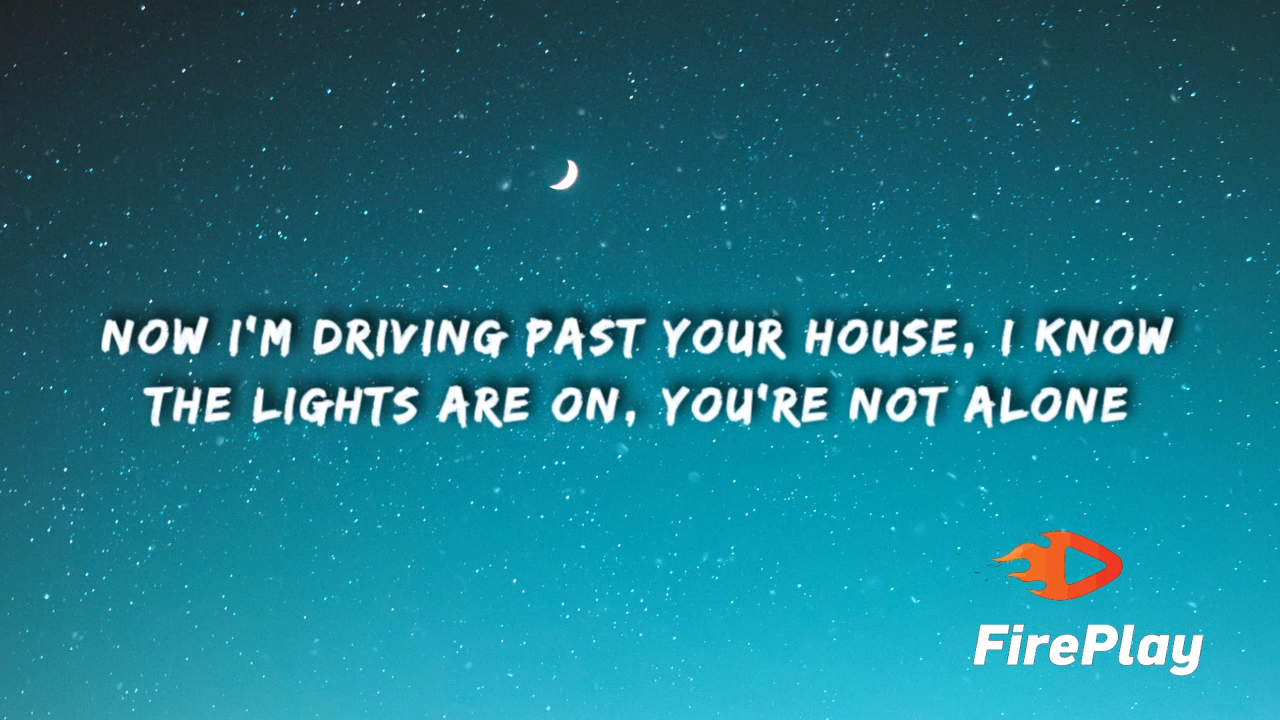 NOW I'M DRIVING PAST YOUR HOUSE, I KNOW
THE LIGHTS ARE ON, YOU'RE NOT ALONE
FirePlay